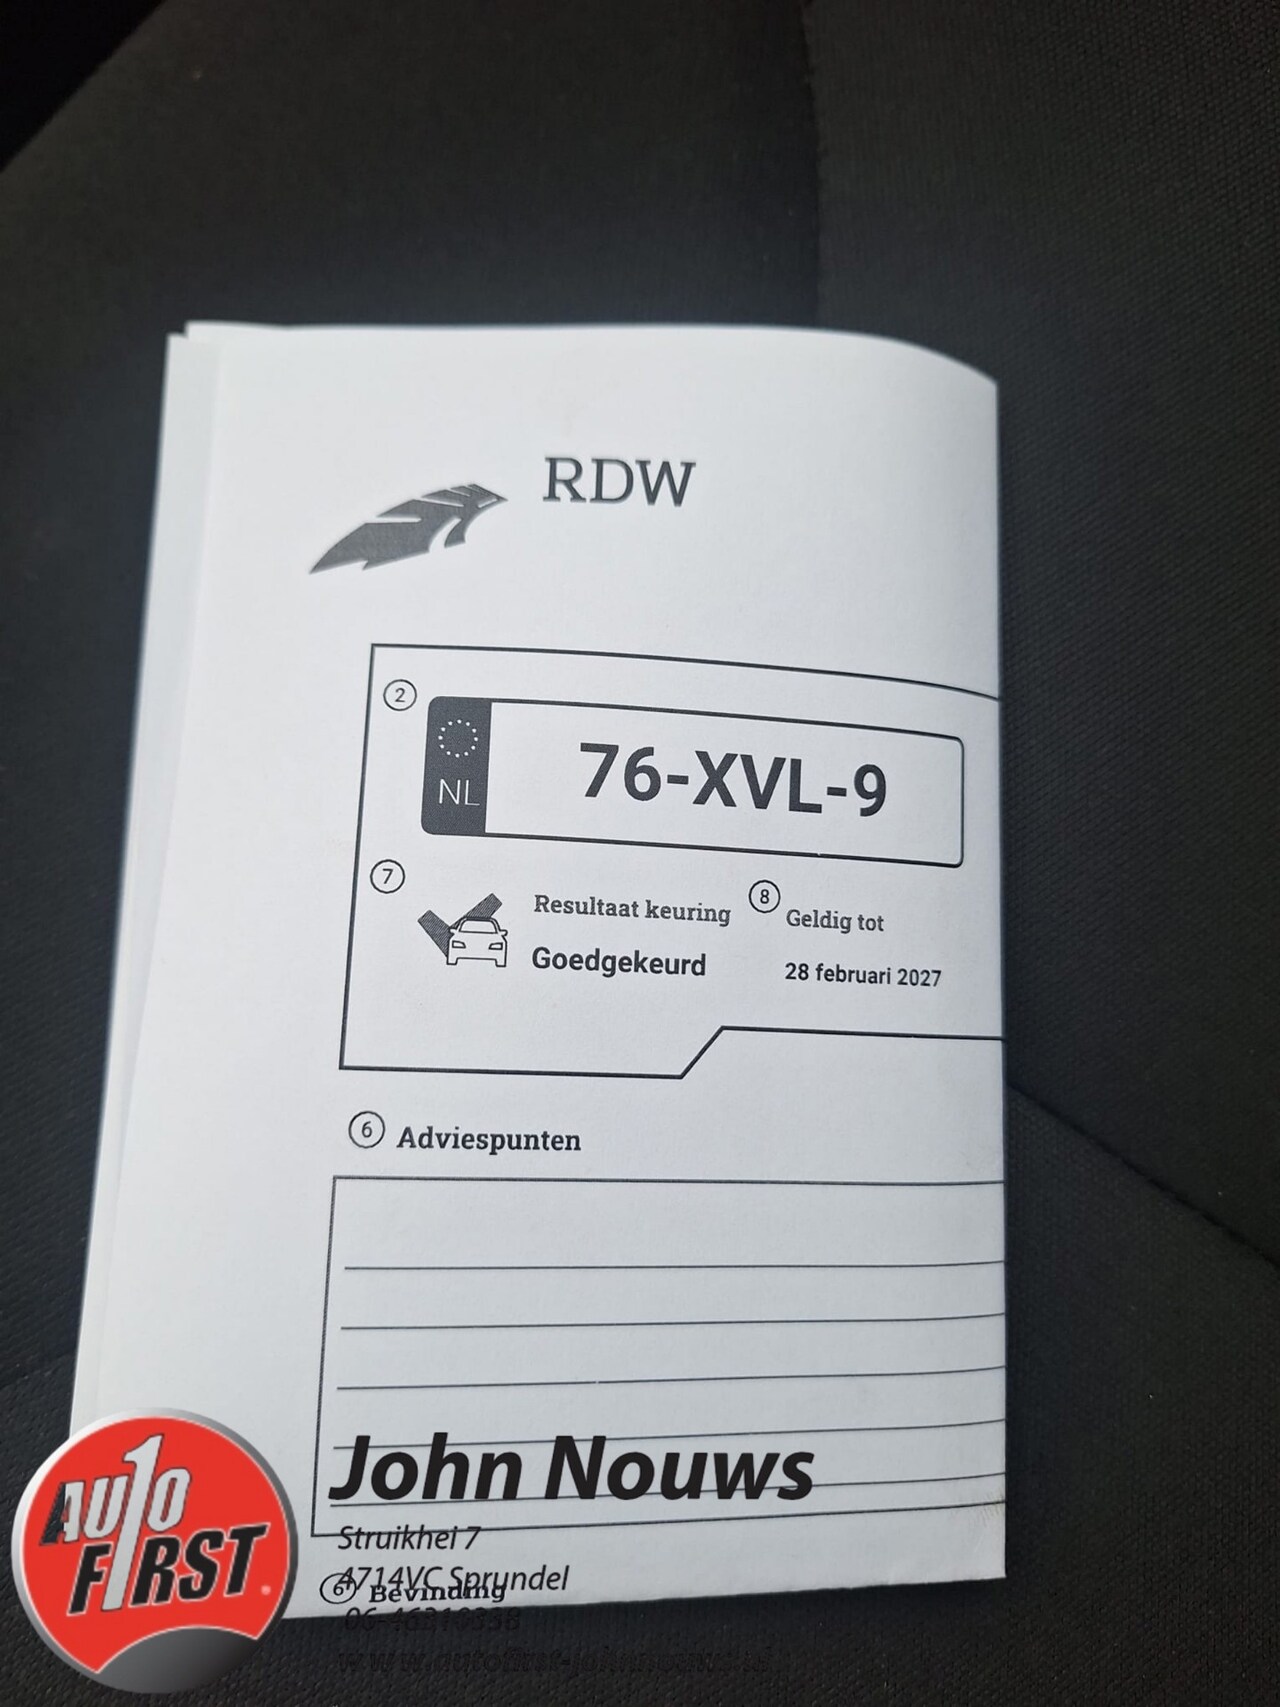 RDW
2
NL
76-XVL-9
7
Resultaat keuring
Goedgekeurd
8
Geldig tot
28 februari 2027
6 Adviespunten
John Nouws
Struikhei 7
4714VC Sprundel
6 Bevinding
AUTO
FIRST